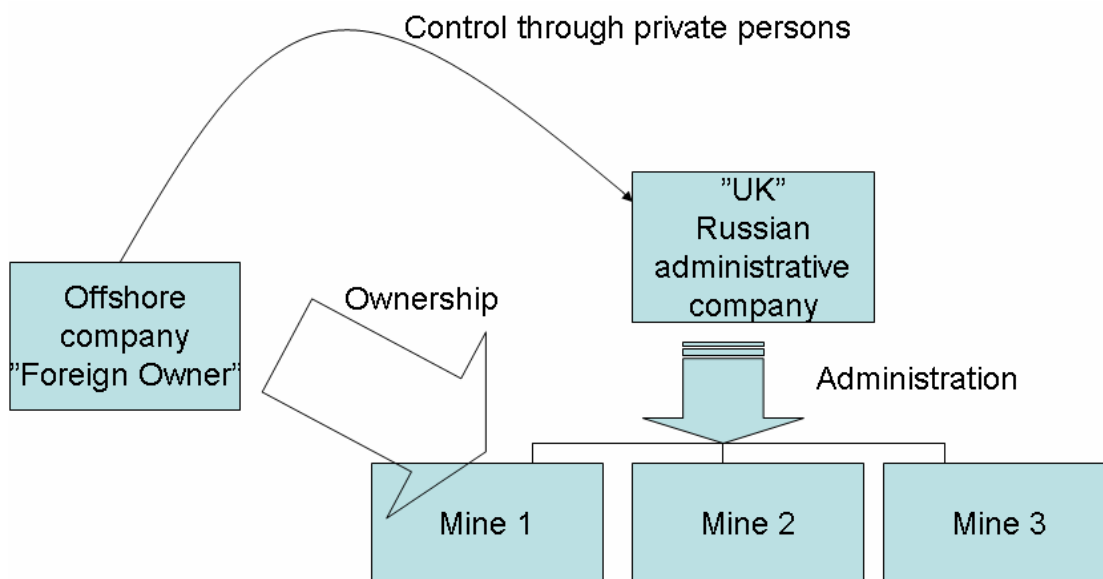 Control through private persons
”UK”
Russian
administrative
company
Offshore
company
”Foreign Owner”
Ownership
Administration
Mine 1
Mine 2
Mine 3